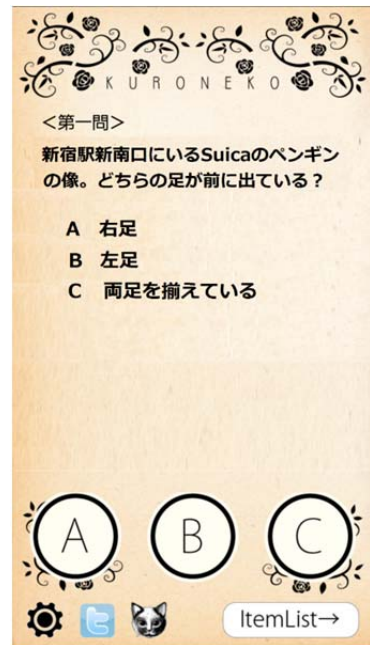 KURONEKO
＜第一問＞
新宿駅新南口にいるSuicaのペンギン
の像。どちらの足が前に出ている？
A 右足
B 左足
C 両足を揃えている
A B C
ItemList→